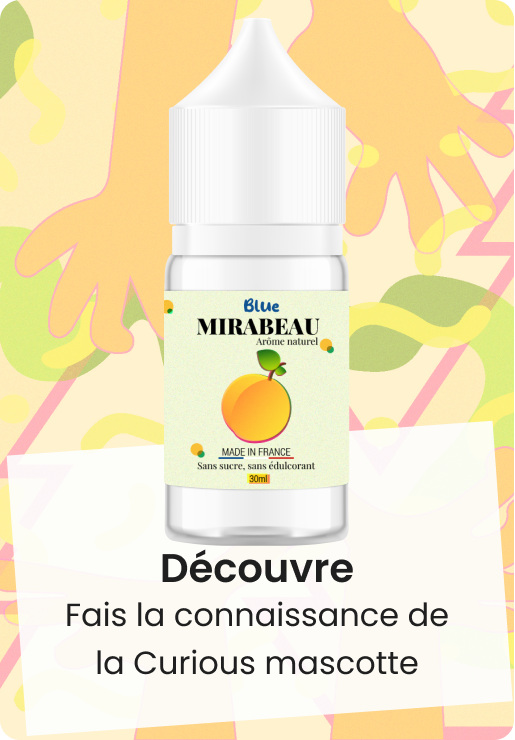 Blue
MIRABEAU
Arôme naturel
MADE IN FRANCE
Sans sucre, sans édulcorant
30ml
Découvre
Fais la connaissance de
la Curious mascotte